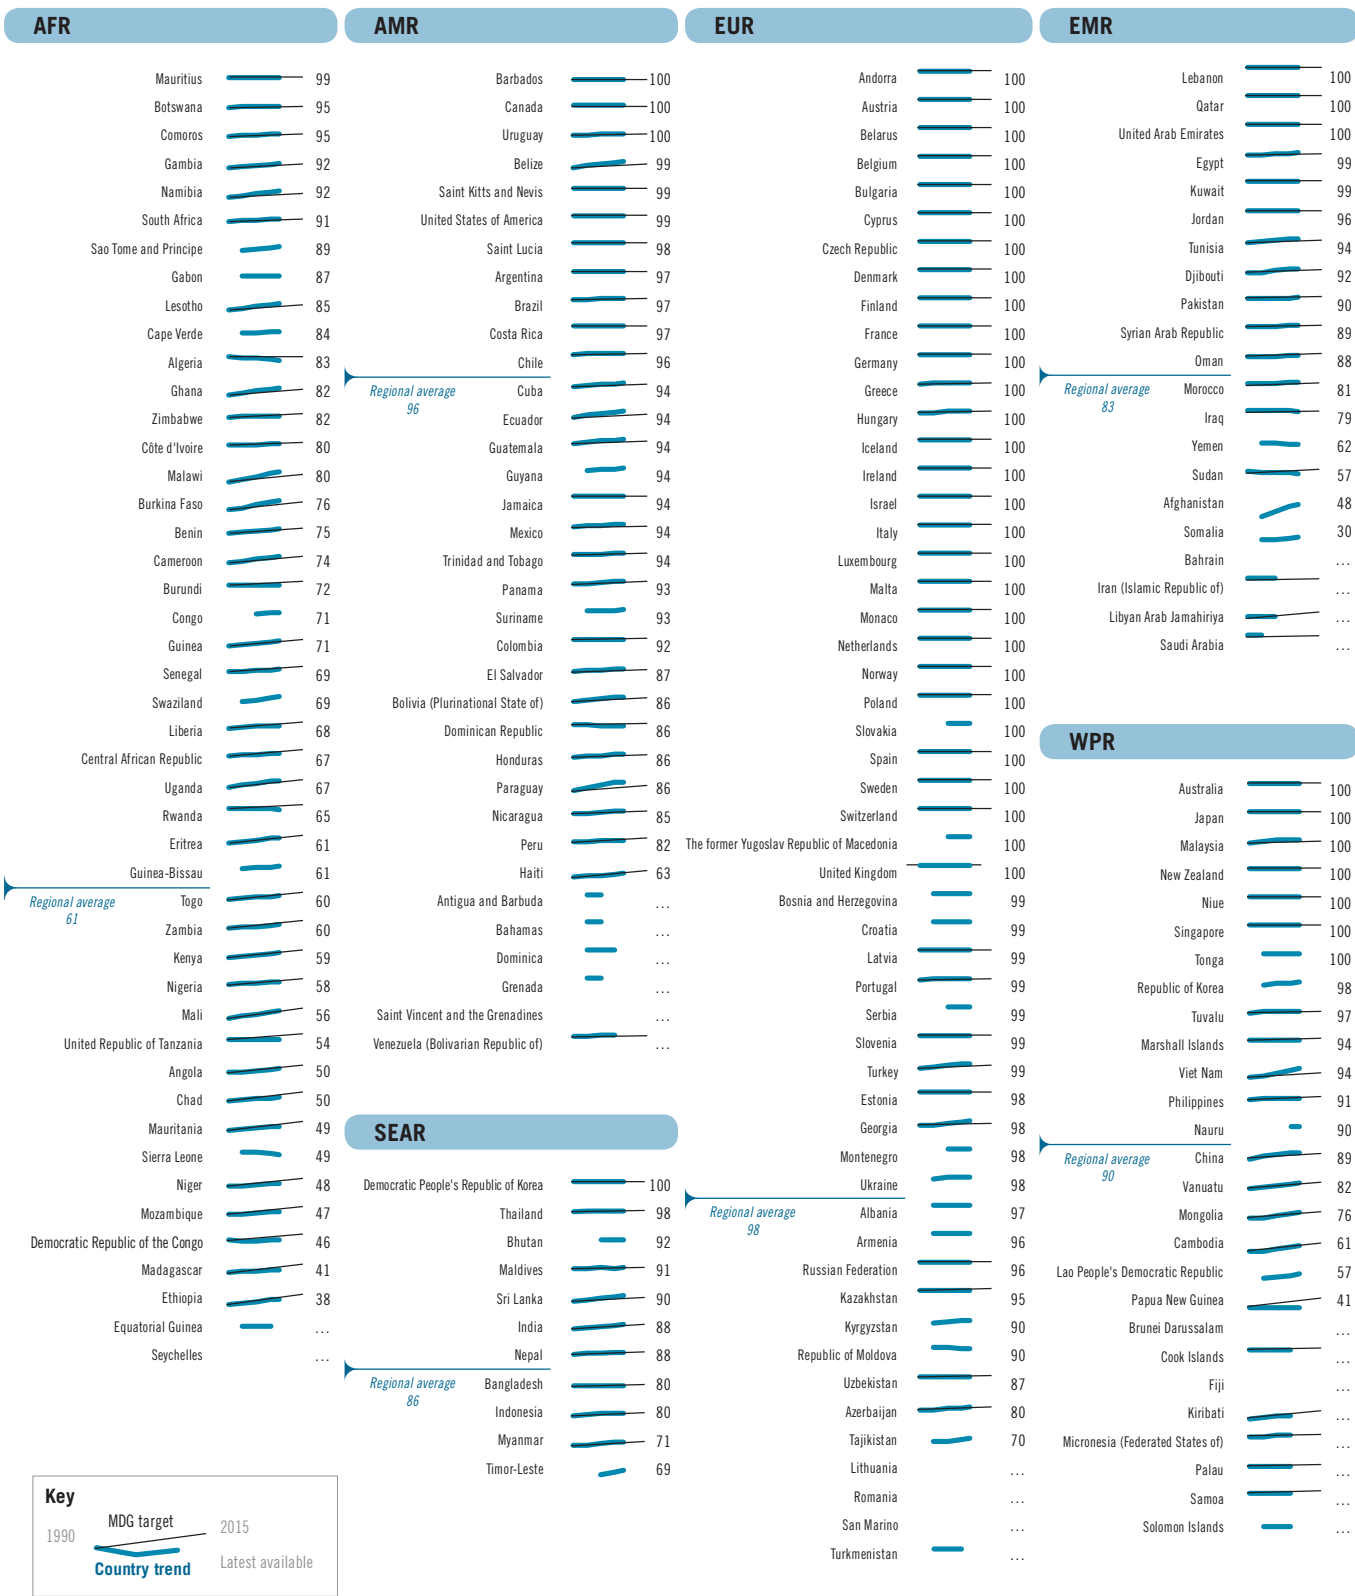 AFR
Mauritius 99
Botswana 95
Comoros 95
Gambia 92
Namibia 92
South Africa 91
Sao Tome and Principe 89
Gabon 87
Lesotho 85
Cape Verde 84
Algeria 83
Ghana 82
Zimbabwe 82
Côte d'Ivoire 80
Malawi 80
Burkina Faso 76
Benin 75
Cameroon 74
Burundi 72
Congo 71
Guinea 71
Senegal 69
Swaziland 69
Liberia 68
Central African Republic 67
Uganda 67
Rwanda 65
Eritrea 61
Guinea-Bissau 61
Regional average
61
Togo 60
Zambia 60
Kenya 59
Nigeria 58
Mali 56
United Republic of Tanzania 54
Angola 50
Chad 50
Mauritania 49
Sierra Leone 49
Niger 48
Mozambique 47
Democratic Republic of the Congo 46
Madagascar 41
Ethiopia 38
Equatorial Guinea ...
Seychelles ...
Key
MDG target
1990
2015
Country trend
Latest available
AMR
Barbados 100
Canada 100
Uruguay 100
Belize 99
Saint Kitts and Nevis 99
United States of America 99
Saint Lucia 98
Argentina 97
Brazil 97
Costa Rica 97
Chile 96
Regional average
96
Cuba 94
Ecuador 94
Guatemala 94
Guyana 94
Jamaica 94
Mexico 94
Trinidad and Tobago 94
Panama 93
Suriname 93
Colombia 92
El Salvador 87
Bolivia (Plurinational State of) 86
Dominican Republic 86
Honduras 86
Paraguay 86
Nicaragua 85
Peru 82
Haiti 63
Antigua and Barbuda ...
Bahamas ...
Dominica ...
Grenada ...
Saint Vincent and the Grenadines ...
Venezuela (Bolivarian Republic of) ...
SEAR
Democratic People's Republic of Korea 100
Thailand 98
Bhutan 92
Maldives 91
Sri Lanka 90
India 88
Nepal 88
Regional average
86
Bangladesh 80
Indonesia 80
Myanmar 71
Timor-Leste 69
EUR
Andorra 100
Austria 100
Belarus 100
Belgium 100
Bulgaria 100
Cyprus 100
Czech Republic 100
Denmark 100
Finland 100
France 100
Germany 100
Greece 100
Hungary 100
Iceland 100
Ireland 100
Israel 100
Italy 100
Luxembourg 100
Malta 100
Monaco 100
Netherlands 100
Norway 100
Poland 100
Slovakia 100
Spain 100
Sweden 100
Switzerland 100
The former Yugoslav Republic of Macedonia 100
United Kingdom 100
Bosnia and Herzegovina 99
Croatia 99
Latvia 99
Portugal 99
Serbia 99
Slovenia 99
Turkey 99
Estonia 98
Georgia 98
Montenegro 98
Ukraine 98
Regional average
98
Albania 97
Armenia 96
Russian Federation 96
Kazakhstan 95
Kyrgyzstan 90
Republic of Moldova 90
Uzbekistan 87
Azerbaijan 80
Tajikistan 70
Lithuania ...
Romania ...
San Marino ...
Turkmenistan ...
EMR
Lebanon 100
Qatar 100
United Arab Emirates 100
Egypt 99
Kuwait 99
Jordan 96
Tunisia 94
Djibouti 92
Pakistan 90
Syrian Arab Republic 89
Oman 88
Regional average
83
Morocco 81
Iraq 79
Yemen 62
Sudan 57
Afghanistan 48
Somalia 30
Bahrain ...
Iran (Islamic Republic of) ...
Libyan Arab Jamahiriya ...
Saudi Arabia ...
WPR
Australia 100
Japan 100
Malaysia 100
New Zealand 100
Niue 100
Singapore 100
Tonga 100
Republic of Korea 98
Tuvalu 97
Marshall Islands 94
Viet Nam 94
Philippines 91
Nauru 90
Regional average
90
China 89
Vanuatu 82
Mongolia 76
Cambodia 61
Lao People's Democratic Republic 57
Papua New Guinea 41
Brunei Darussalam ...
Cook Islands ...
Fiji ...
Kiribati ...
Micronesia (Federated States of) ...
Palau ...
Samoa ...
Solomon Islands ...